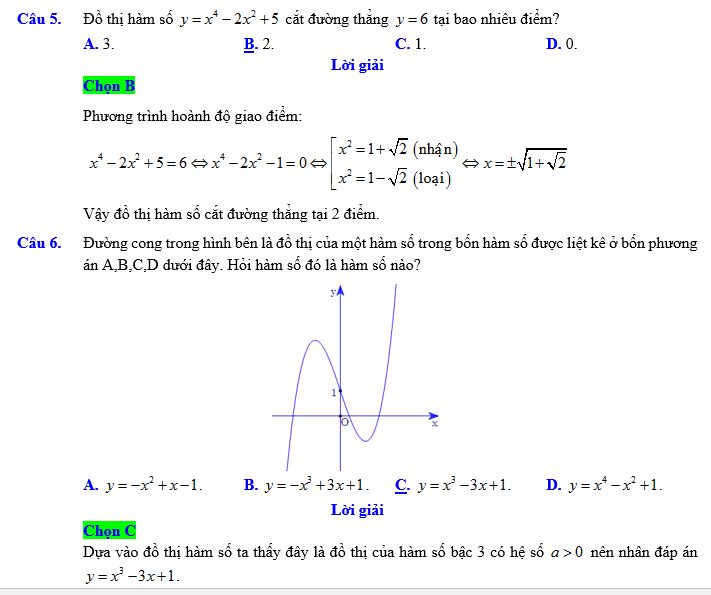 Câu 5. Đồ thị hàm số y = x⁴ − 2x² + 5 cắt đường thẳng y = 6 tại bao nhiêu điểm?
A. 3. B. 2. C. 1. D. 0.
Lời giải
Chọn B
Phương trình hoành độ giao điểm:
x⁴ − 2x² + 5 = 6 ⇔ x⁴ − 2x² − 1 = 0 ⇔ [ x² = 1 + √2 (nhận) x² = 1 − √2 (loại) ⇔ x = ±√(1 + √2)
Vậy đồ thị hàm số cắt đường thẳng tại 2 điểm.
Câu 6. Đường cong trong hình bên là đồ thị của một hàm số trong bốn hàm số được liệt kê ở bốn phương
án A,B,C,D dưới đây. Hỏi hàm số đó là hàm số nào?
y
1
O
x
A. y = −x² + x − 1. B. y = −x³ + 3x + 1. C. y = x³ − 3x + 1. D. y = x⁴ − x² + 1.
Lời giải
Chọn C
Dựa vào đồ thị hàm số ta thấy đây là đồ thị của hàm số bậc 3 có hệ số a > 0 nên nhân đáp án
y = x³ − 3x + 1.